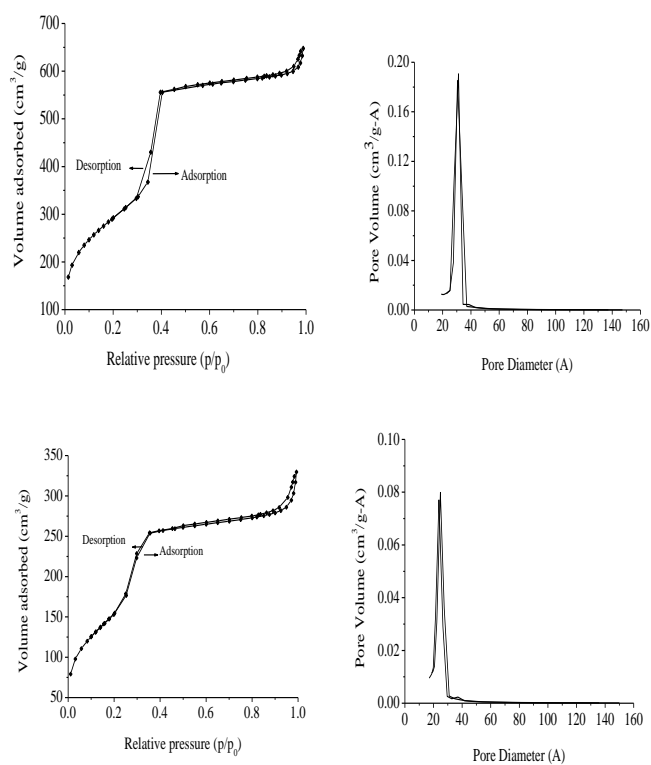 700
600
500
400
300
200
100
0.0 0.2 0.4 0.6 0.8 1.0
Volume adsorbed (cm³/g)
Relative pressure (p/p₀)
Desorption
Adsorption
0.20
0.16
0.12
0.08
0.04
0.00
0 20 40 60 80 100 120 140 160
Pore Volume (cm³/g-A)
Pore Diameter (A)
350
300
250
200
150
100
50
0.0 0.2 0.4 0.6 0.8 1.0
Volume adsorbed (cm³/g)
Relative pressure (p/p₀)
Desorption
Adsorption
0.10
0.08
0.06
0.04
0.02
0.00
0 20 40 60 80 100 120 140 160
Pore Volume (cm³/g-A)
Pore Diameter (A)